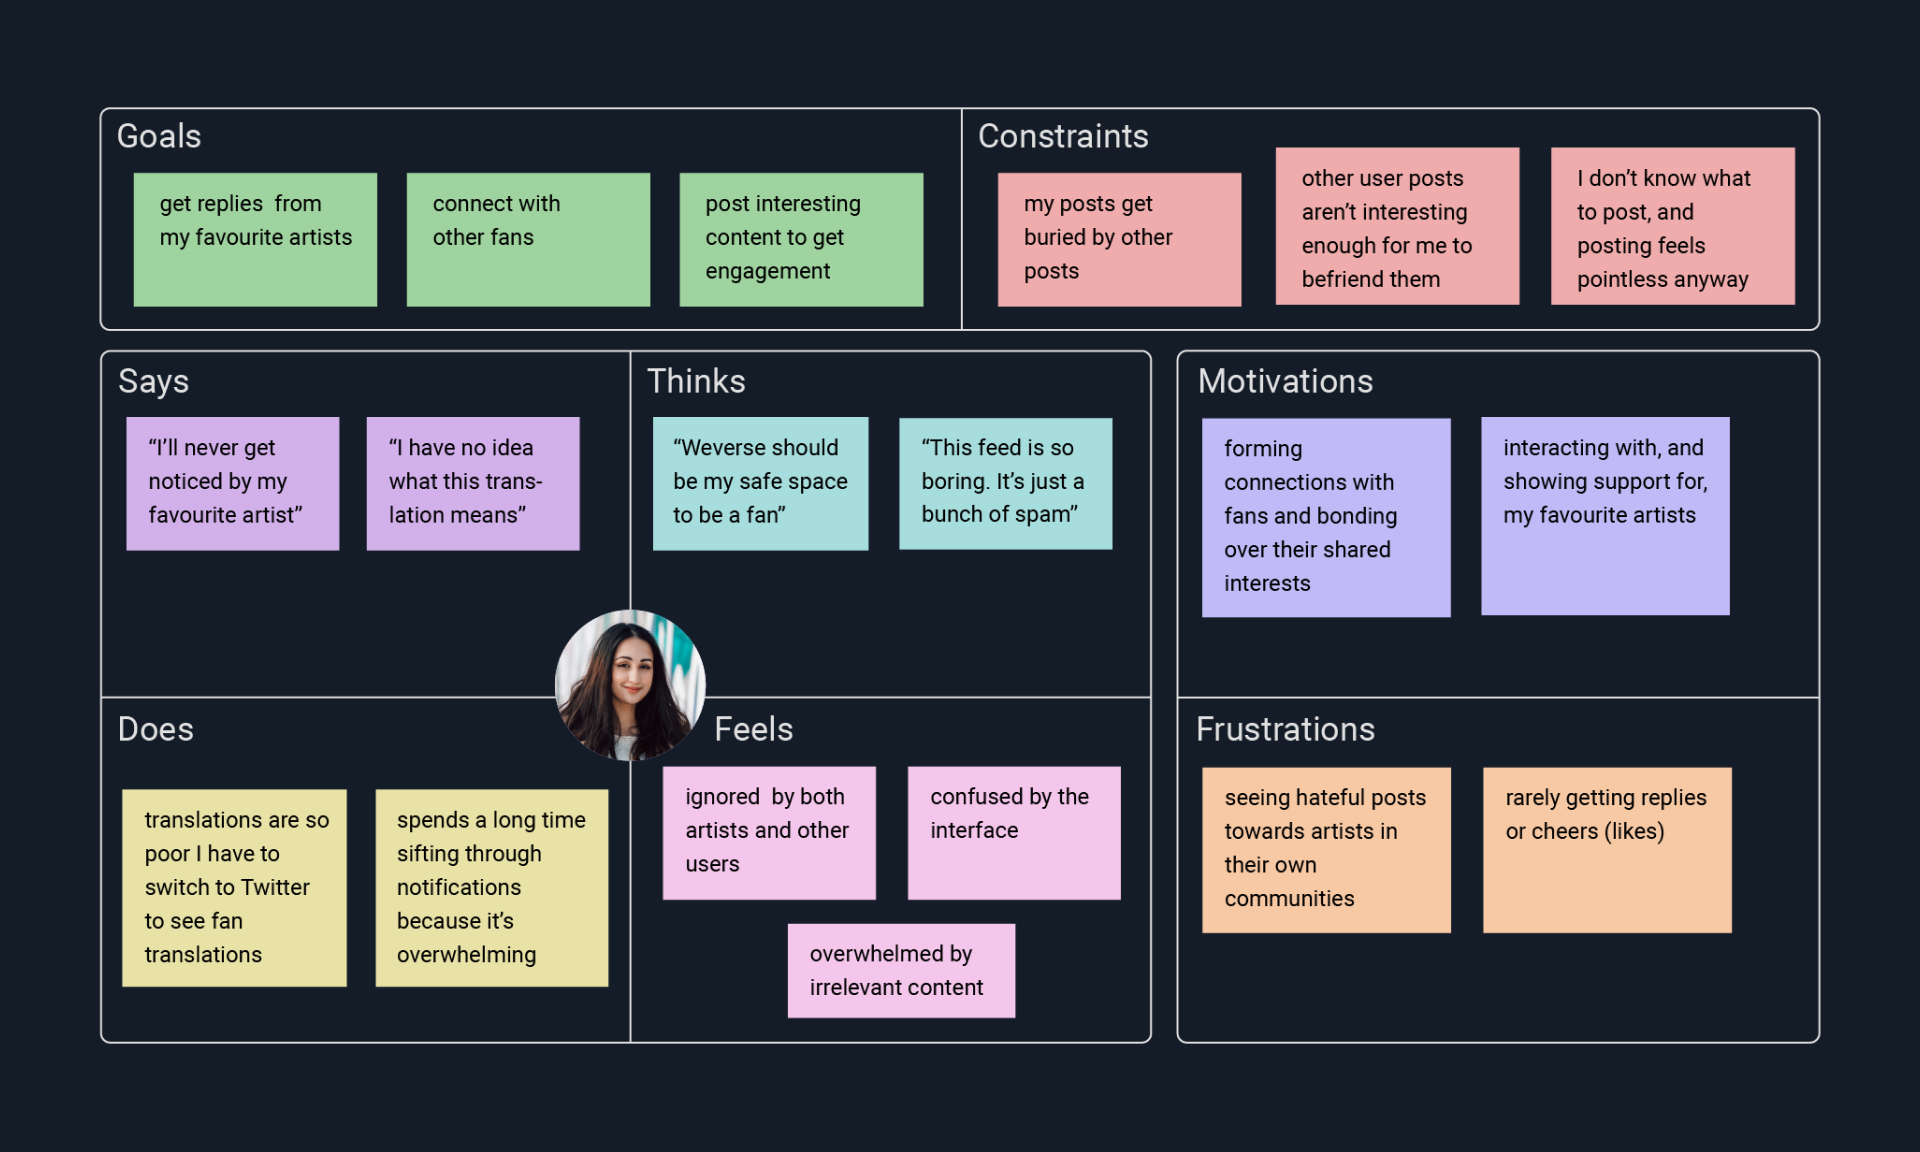 Goals
get replies  from
my favourite artists
connect with
other fans
post interesting
content to get
engagement
Constraints
my posts get
buried by other
posts
other user posts
aren’t interesting
enough for me to
befriend them
I don’t know what
to post, and
posting feels
pointless anyway
Says
“I’ll never get
noticed by my
favourite artist”
“I have no idea
what this trans-
lation means”
Thinks
“Weverse should
be my safe space
to be a fan”
“This feed is so
boring. It’s just a
bunch of spam”
Motivations
forming
connections with
fans and bonding
over their shared
interests
interacting with, and
showing support for,
my favourite artists
Does
translations are so
poor I have to
switch to Twitter
to see fan
translations
spends a long time
sifting through
notifications
because it’s
overwhelming
Feels
ignored  by both
artists and other
users
confused by the
interface
overwhelmed by
irrelevant content
Frustrations
seeing hateful posts
towards artists in
their own
communities
rarely getting replies
or cheers (likes)